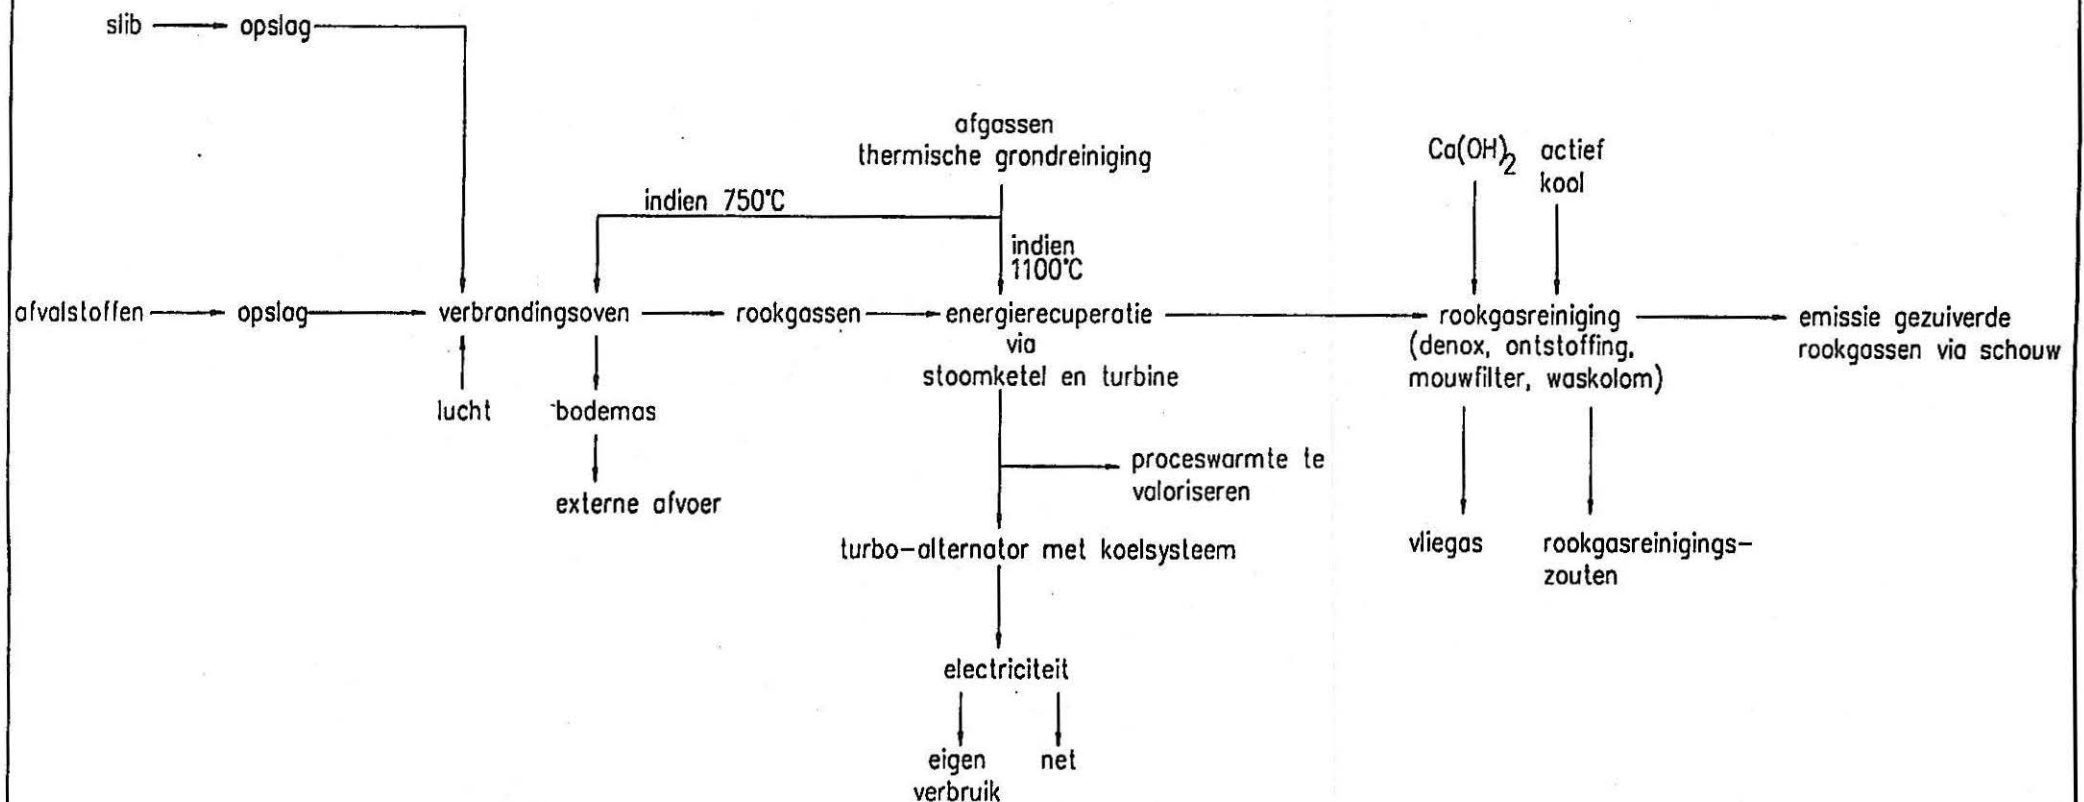 slib
opslag
afgassen
thermische grondreiniging
Ca(OH)2
actief
kool
indien 750°C
indien
1100°C
afvalstoffen
opslag
verbrandingsoven
rookgassen
energierecuperatie
via
stoomketel en turbine
rookgasreiniging
(denox, ontstoffing,
mouwfilter, waskolom)
emissie gezuiverde
rookgassen via schouw
lucht
bodemas
externe afvoer
proceswarmte te
valoriseren
turbo-alternator met koelsysteem
vliegas
rookgasreinigings-
zouten
electriciteit
eigen
verbruik
net